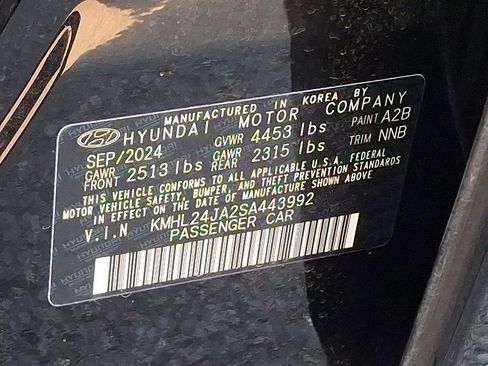 MANUFACTURED IN KOREA BY
HYUNDAI MOTOR COMPANY
SEP/2024 GVWR 4453 lbs PAINT A2B
GAWR FRONT 2513 lbs GAWR REAR 2315 lbs TRIM NNB
THIS VEHICLE CONFORMS TO ALL APPLICABLE U.S.A. FEDERAL
MOTOR VEHICLE SAFETY, BUMPER, AND THEFT PREVENTION STANDARDS
IN EFFECT ON THE DATE OF MANUFACTURE SHOWN ABOVE
V.I.N KMHL24JA2SA443992
PASSENGER CAR